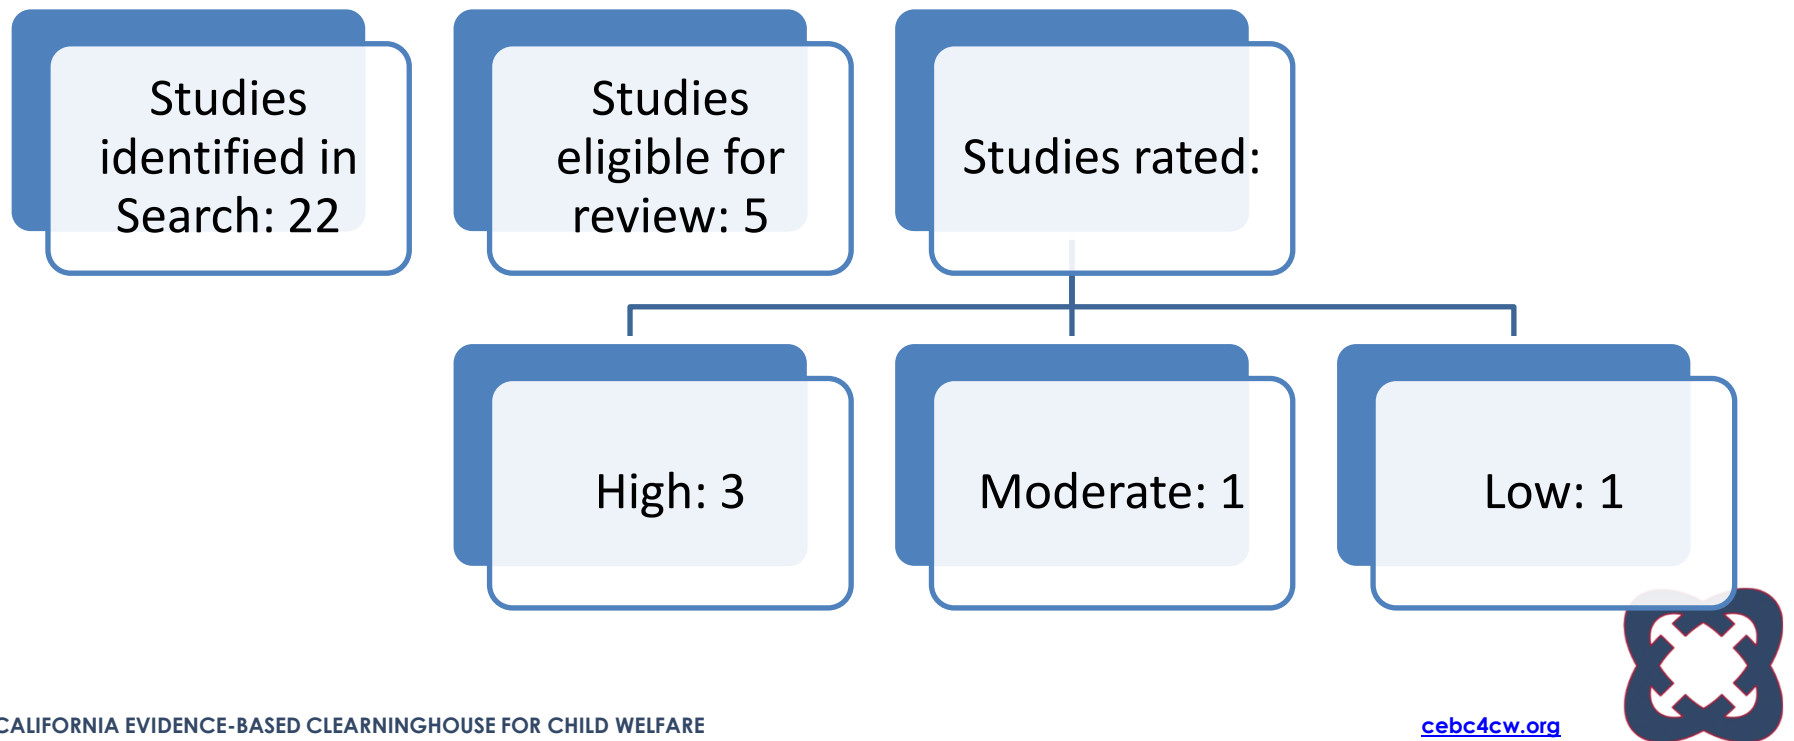 Studies
identified in
Search: 22
Studies
eligible for
review: 5
Studies rated:
High: 3
Moderate: 1
Low: 1
CALIFORNIA EVIDENCE-BASED CLEARNINGHOUSE FOR CHILD WELFARE
cebc4cw.org